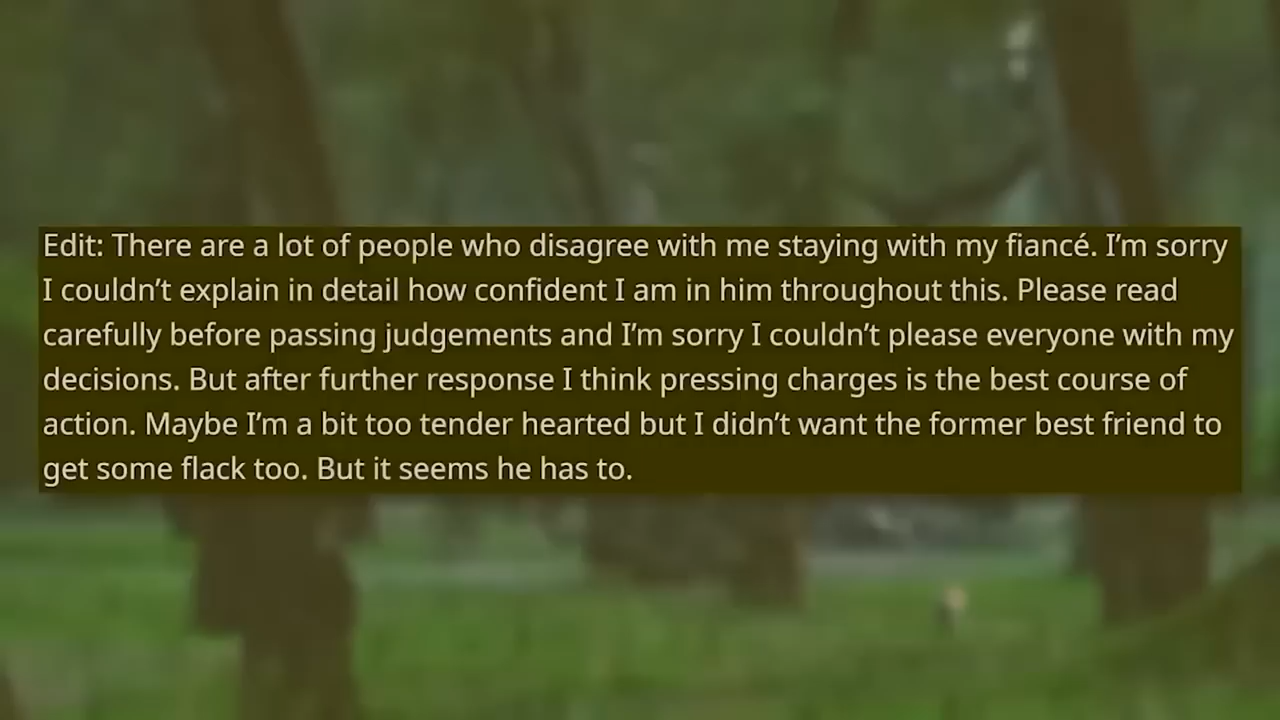 Edit: There are a lot of people who disagree with me staying with my fiancé. I’m sorry
I couldn’t explain in detail how confident I am in him throughout this. Please read
carefully before passing judgements and I’m sorry I couldn’t please everyone with my
decisions. But after further response I think pressing charges is the best course of
action. Maybe I’m a bit too tender hearted but I didn’t want the former best friend to
get some flack too. But it seems he has to.